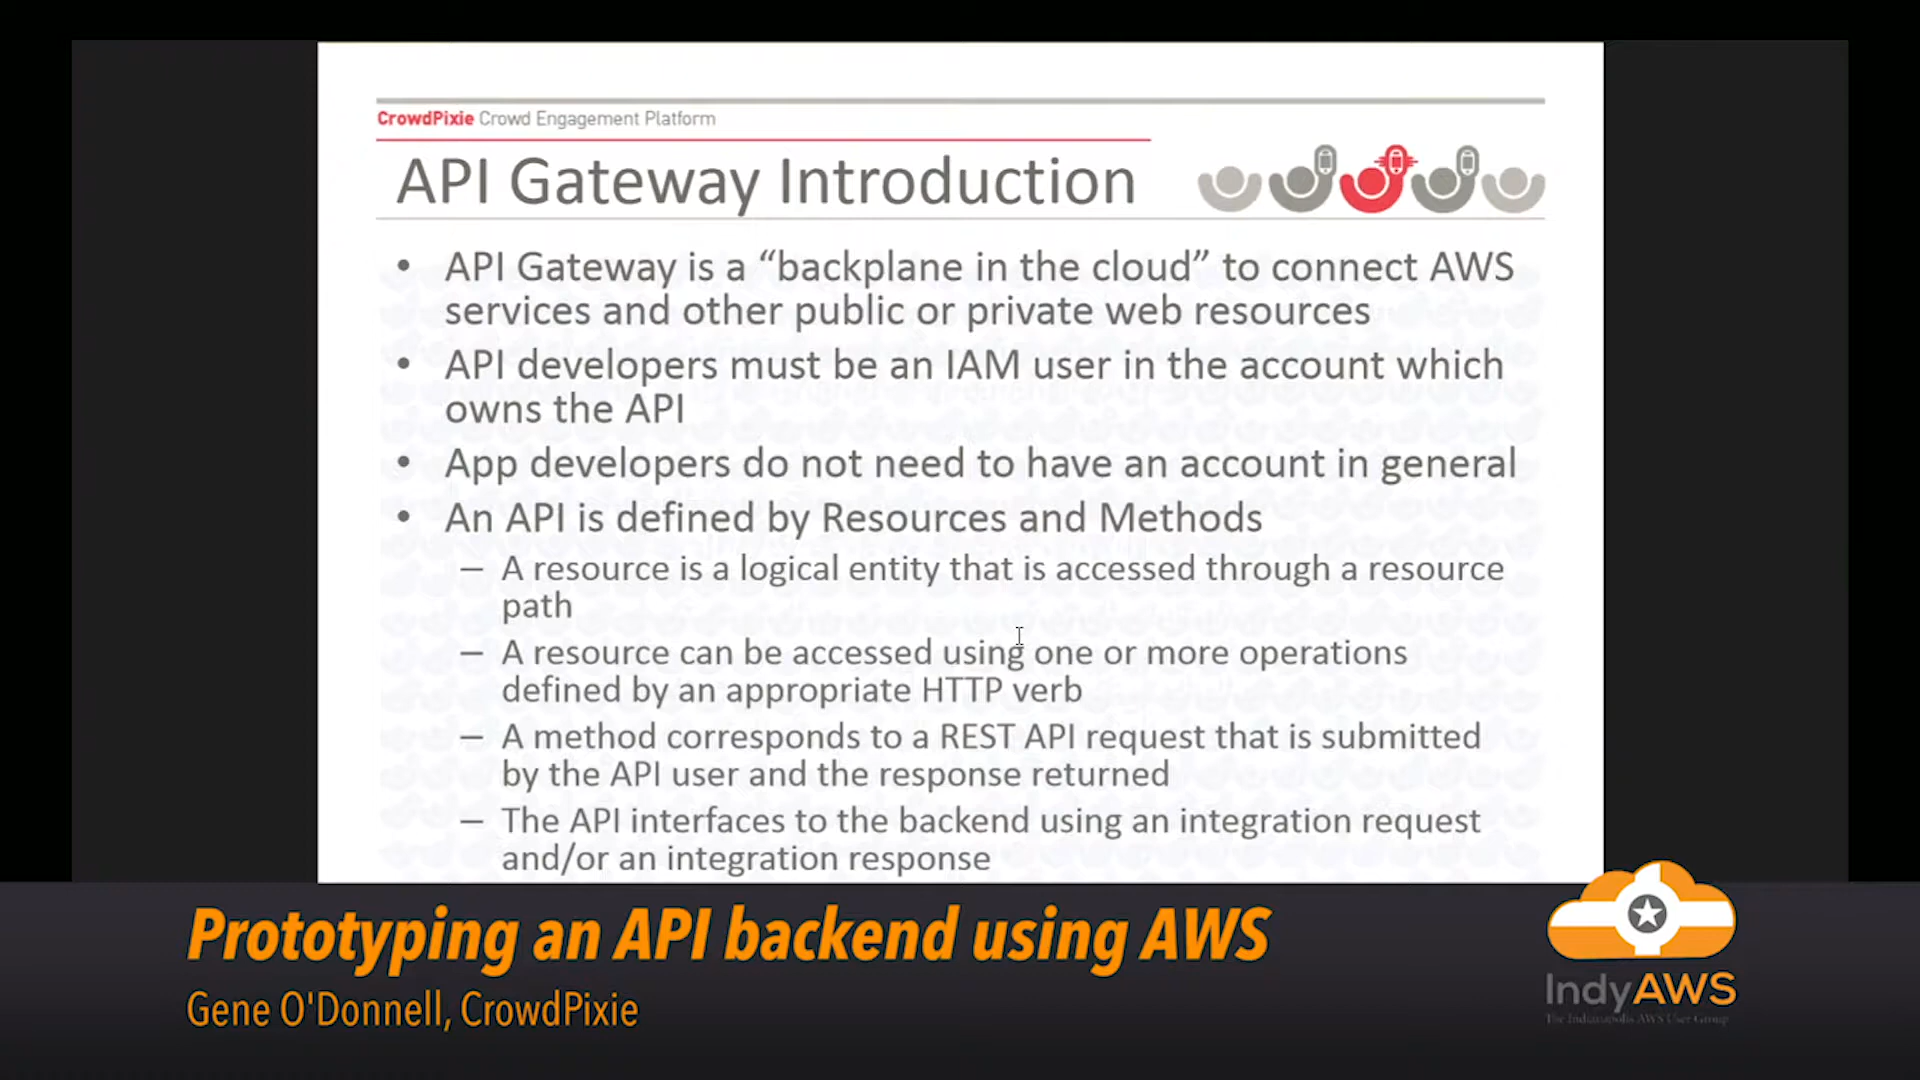 CrowdPixie Crowd Engagement Platform
API Gateway Introduction
• API Gateway is a “backplane in the cloud” to connect AWS
services and other public or private web resources
• API developers must be an IAM user in the account which
owns the API
• App developers do not need to have an account in general
• An API is defined by Resources and Methods
– A resource is a logical entity that is accessed through a resource
path
– A resource can be accessed using one or more operations
defined by an appropriate HTTP verb
– A method corresponds to a REST API request that is submitted
by the API user and the response returned
– The API interfaces to the backend using an integration request
and/or an integration response
Prototyping an API backend using AWS
Gene O'Donnell, CrowdPixie
IndyAWS
The Indianapolis AWS User Group